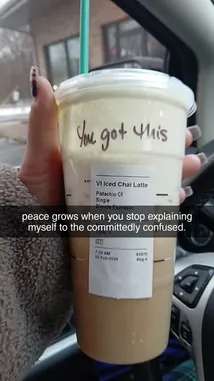 You got this
Vt Iced Chai Latte
Pistachio CF
Single
peace grows when you stop explaining
myself to the committedly confused.